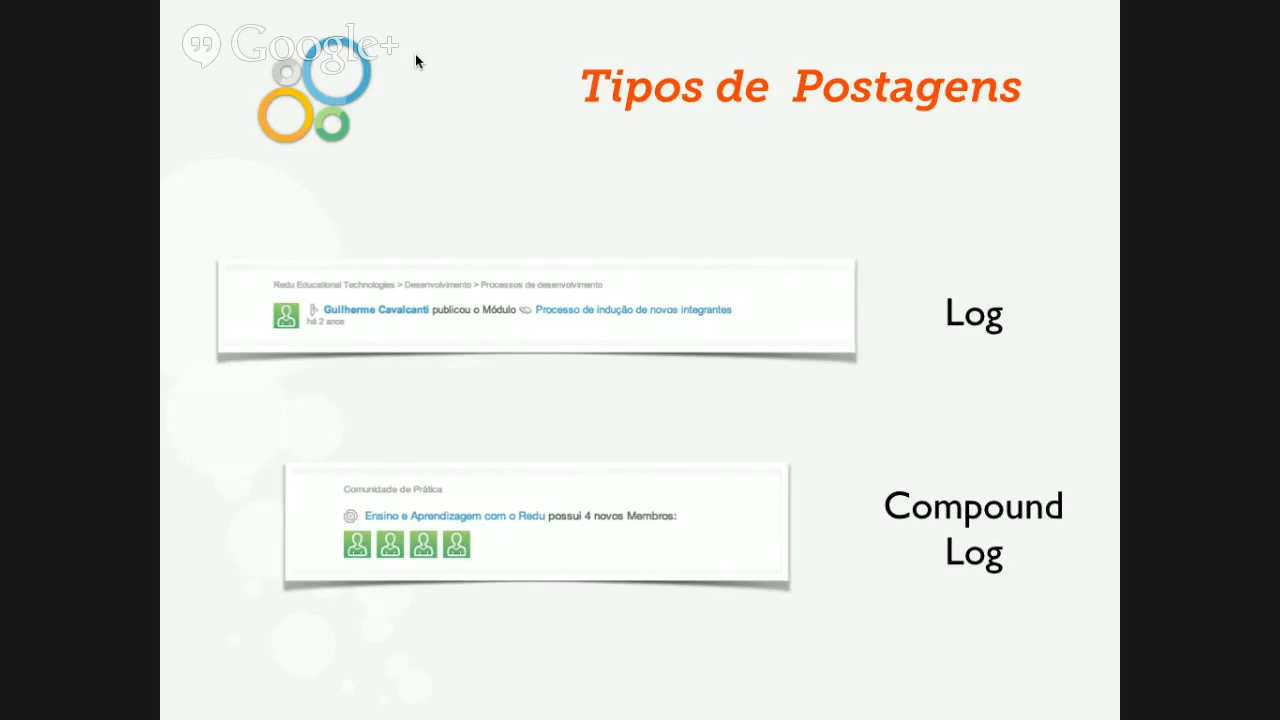 Google+
Tipos de Postagens
Redu Educational Technologies > Desenvolvimento > Processos de desenvolvimento
Guilherme Cavalcanti publicou o Módulo Processo de indução de novos integrantes
há 2 anos
Log
Comunidade de Prática
Ensino e Aprendizagem com o Redu possui 4 novos Membros:
Compound
Log